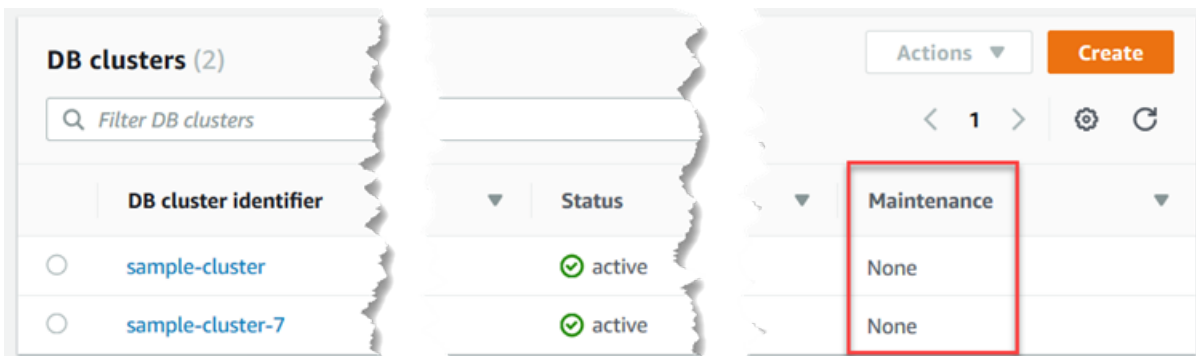 DB clusters (2)
Actions
Create
Filter DB clusters
1
DB cluster identifier Status Maintenance
sample-cluster active None
sample-cluster-7 active None